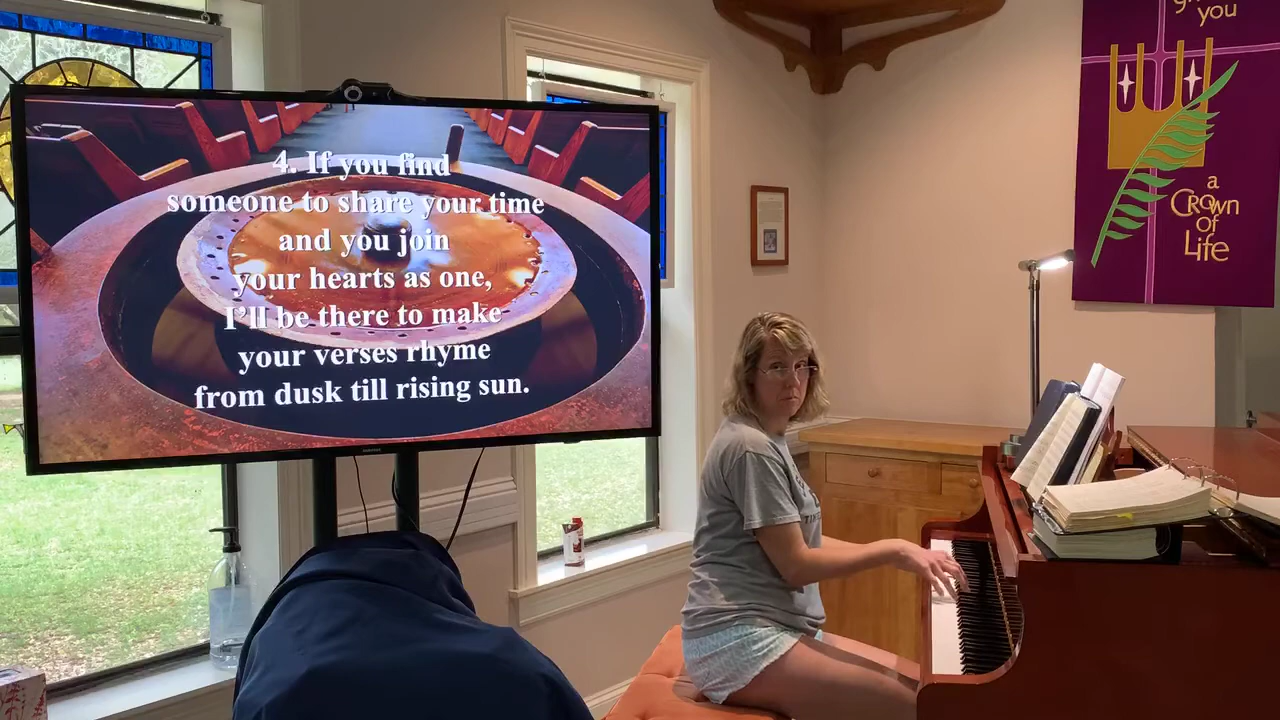 4. If you find
someone to share your time
and you join
your hearts as one,
I'll be there to make
your verses rhyme
from dusk till rising sun.
you
a
CROWN
of
Life